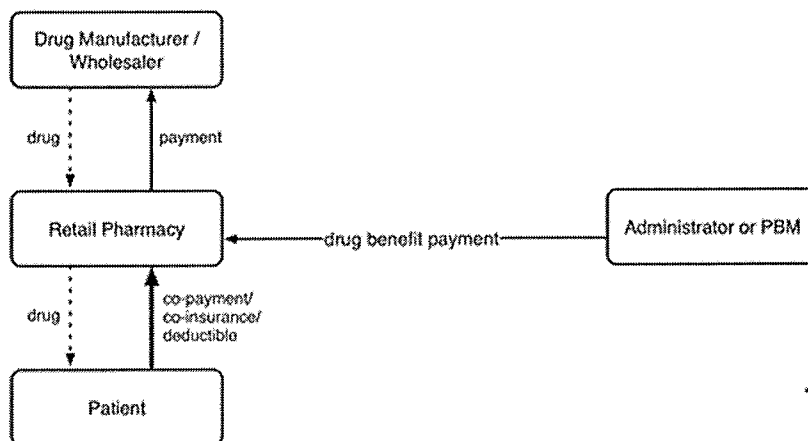 Drug Manufacturer /
Wholesaler
drug
payment
Retail Pharmacy
drug benefit payment
Administrator or PBM
drug
co-payment/
co-insurance/
deductible
Patient